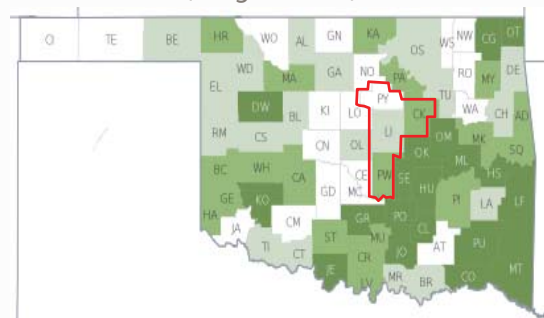 CI TE BE HR WO AL GN KA OS WS NW CG OT
WD MA GA NO PA RO MY DE
EL DW BL KI LO PY CK TU WA CH AD
RM CS CN OL LI OK OM MK SQ
BC WH CA CE PW SE ML HS
GE KO GD MC HU PI LA LF
HA JA CM GR PO CL AT PU
TI CT ST MU JO MT
JE CR LV MR BR CO